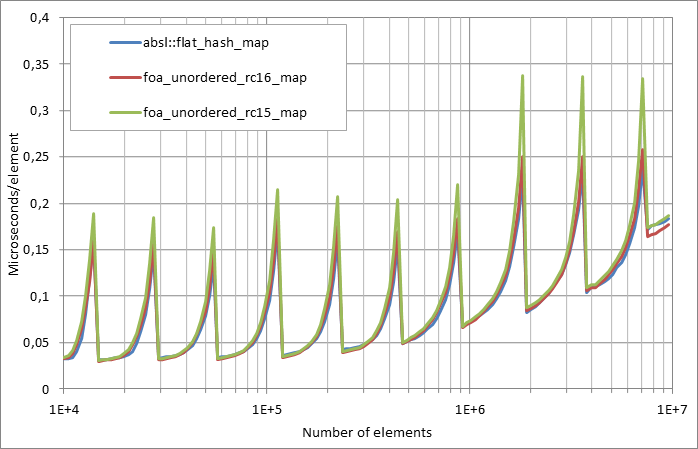 0,4
0,35
0,3
0,25
0,2
0,15
0,1
0,05
0
Microseconds/element
absl::flat_hash_map
foa_unordered_rc16_map
foa_unordered_rc15_map
1E+4 1E+5 1E+6 1E+7
Number of elements